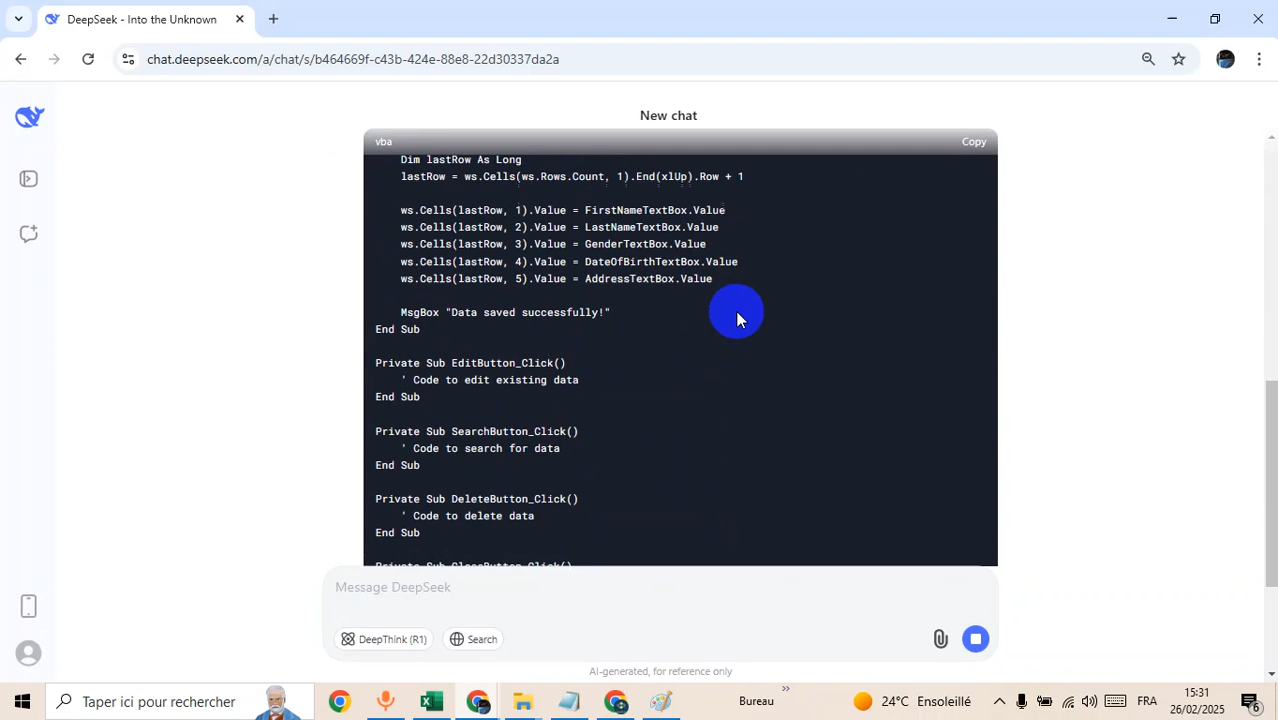 DeepSeek - Into the Unknown
chat.deepseek.com/a/chat/s/b464669f-c43b-424e-88e8-22d30337da2a
New chat
vba
Copy
Dim lastRow As Long
lastRow = ws.Cells(ws.Rows.Count, 1).End(xlUp).Row + 1
ws.Cells(lastRow, 1).Value = FirstNameTextBox.Value
ws.Cells(lastRow, 2).Value = LastNameTextBox.Value
ws.Cells(lastRow, 3).Value = GenderTextBox.Value
ws.Cells(lastRow, 4).Value = DateOfBirthTextBox.Value
ws.Cells(lastRow, 5).Value = AddressTextBox.Value
MsgBox "Data saved successfully!"
End Sub
Private Sub EditButton_Click()
' Code to edit existing data
End Sub
Private Sub SearchButton_Click()
' Code to search for data
End Sub
Private Sub DeleteButton_Click()
' Code to delete data
End Sub
Private Sub CloseButton_Click()
Message DeepSeek
DeepThink (R1)
Search
AI-generated, for reference only
Taper ici pour rechercher
Bureau
24°C Ensoleillé
FRA
15:31
26/02/2025
6